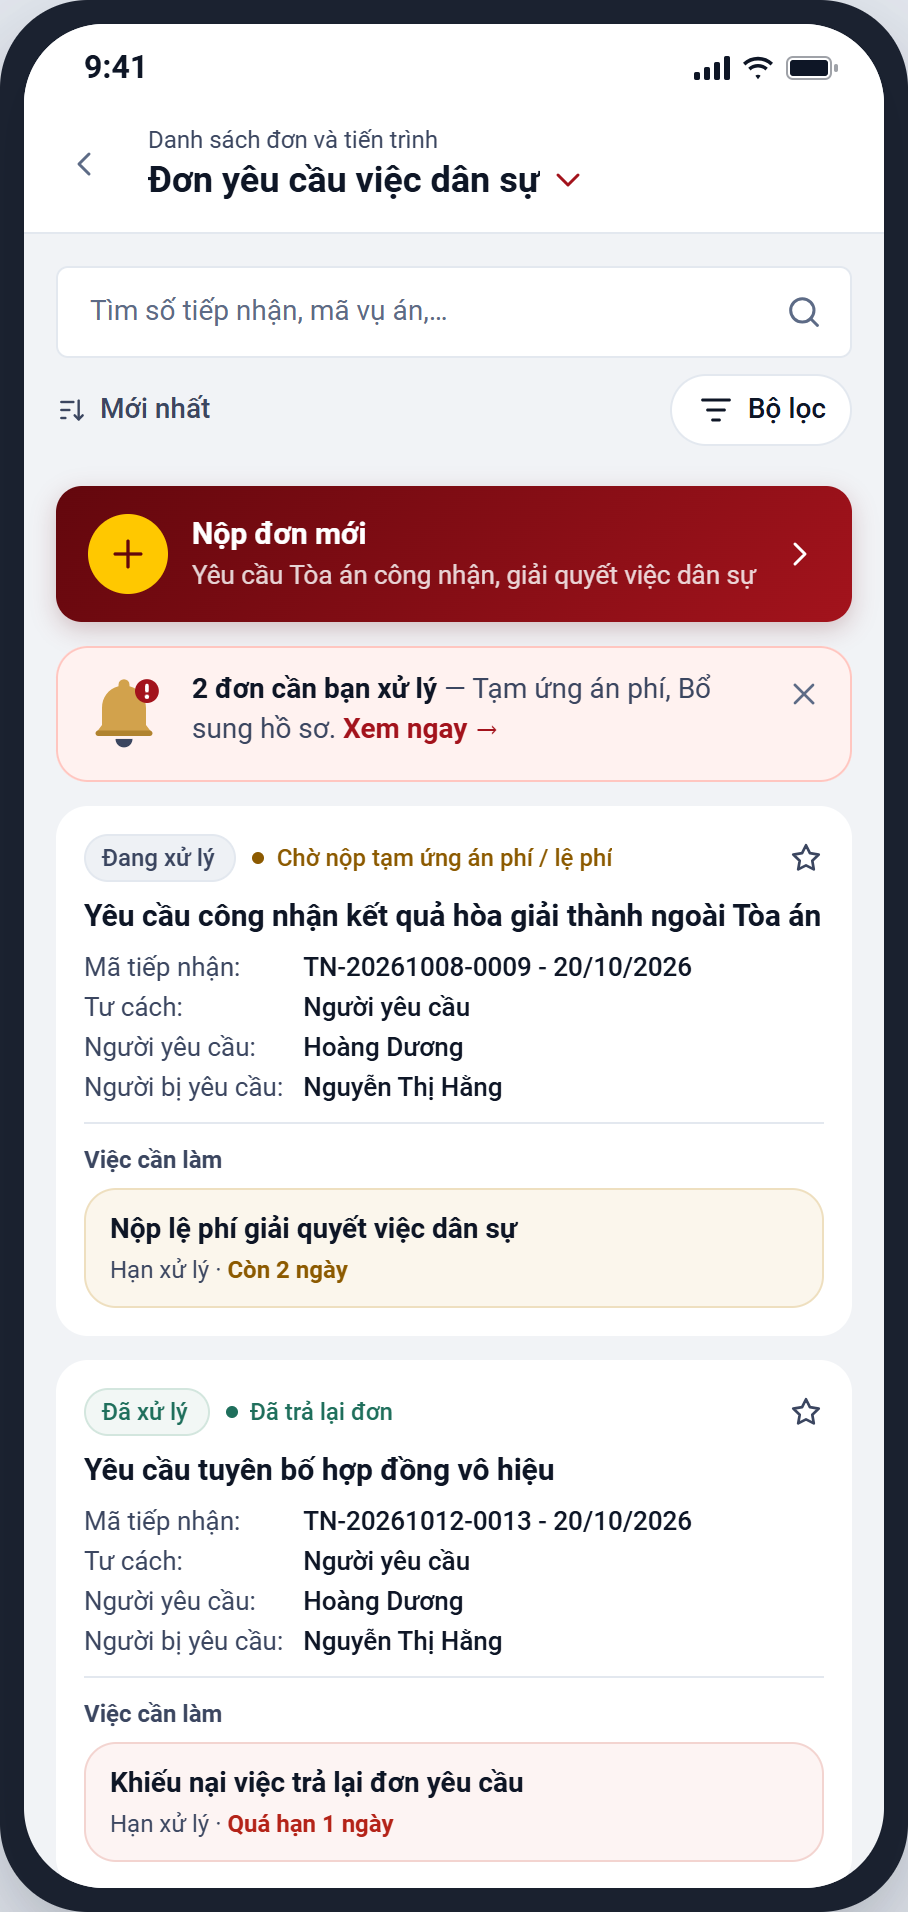 9:41
Danh sách đơn và tiến trình
Đơn yêu cầu việc dân sự
Tìm số tiếp nhận, mã vụ án,...
Mới nhất
Bộ lọc
Nộp đơn mới
Yêu cầu Tòa án công nhận, giải quyết việc dân sự
2 đơn cần bạn xử lý — Tạm ứng án phí, Bổ
sung hồ sơ. Xem ngay →
Đang xử lý
Chờ nộp tạm ứng án phí / lệ phí
Yêu cầu công nhận kết quả hòa giải thành ngoài Tòa án
Mã tiếp nhận: TN-20261008-0009 - 20/10/2026
Tư cách: Người yêu cầu
Người yêu cầu: Hoàng Dương
Người bị yêu cầu: Nguyễn Thị Hằng
Việc cần làm
Nộp lệ phí giải quyết việc dân sự
Hạn xử lý · Còn 2 ngày
Đã xử lý
Đã trả lại đơn
Yêu cầu tuyên bố hợp đồng vô hiệu
Mã tiếp nhận: TN-20261012-0013 - 20/10/2026
Tư cách: Người yêu cầu
Người yêu cầu: Hoàng Dương
Người bị yêu cầu: Nguyễn Thị Hằng
Việc cần làm
Khiếu nại việc trả lại đơn yêu cầu
Hạn xử lý · Quá hạn 1 ngày